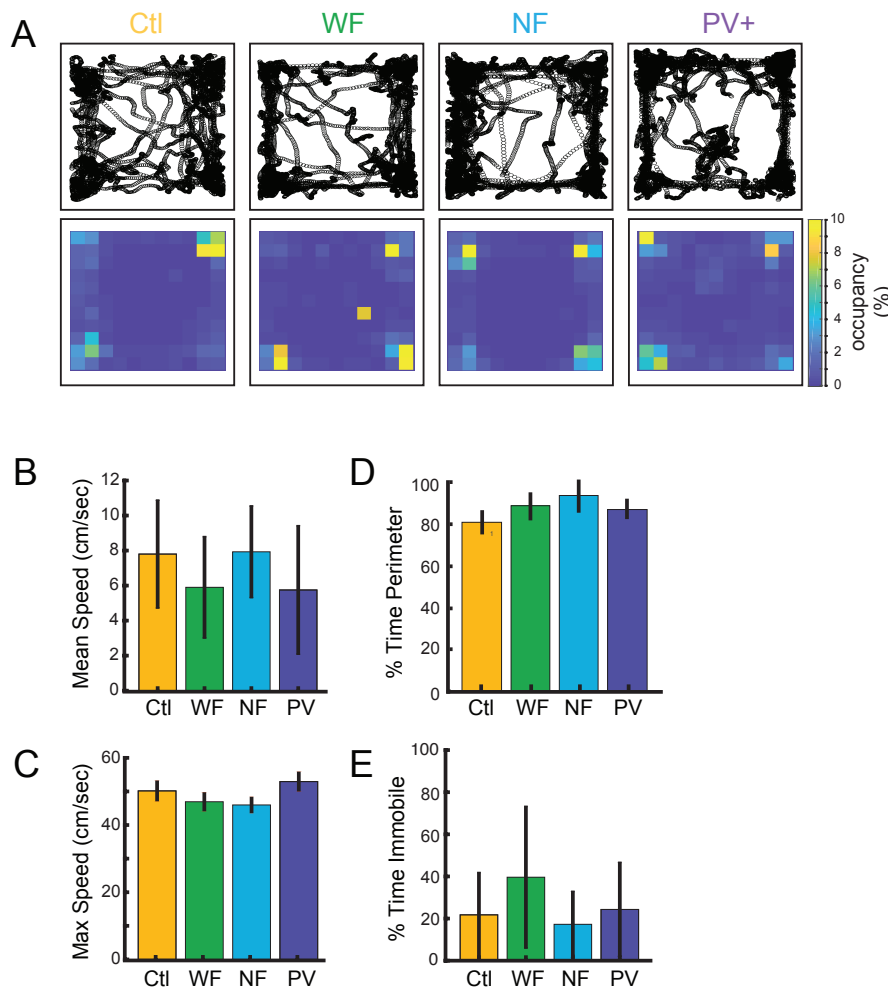 Ctl WF NF PV+
A
10
8
6
4
2
0
occupancy
(%)
B
Mean Speed (cm/sec)
12
10
8
6
4
2
0
Ctl WF NF PV
D
% Time Perimeter
100
80
60
40
20
0
Ctl WF NF PV
C
Max Speed (cm/sec)
60
40
20
0
Ctl WF NF PV
E
% Time Immobile
100
80
60
40
20
0
Ctl WF NF PV